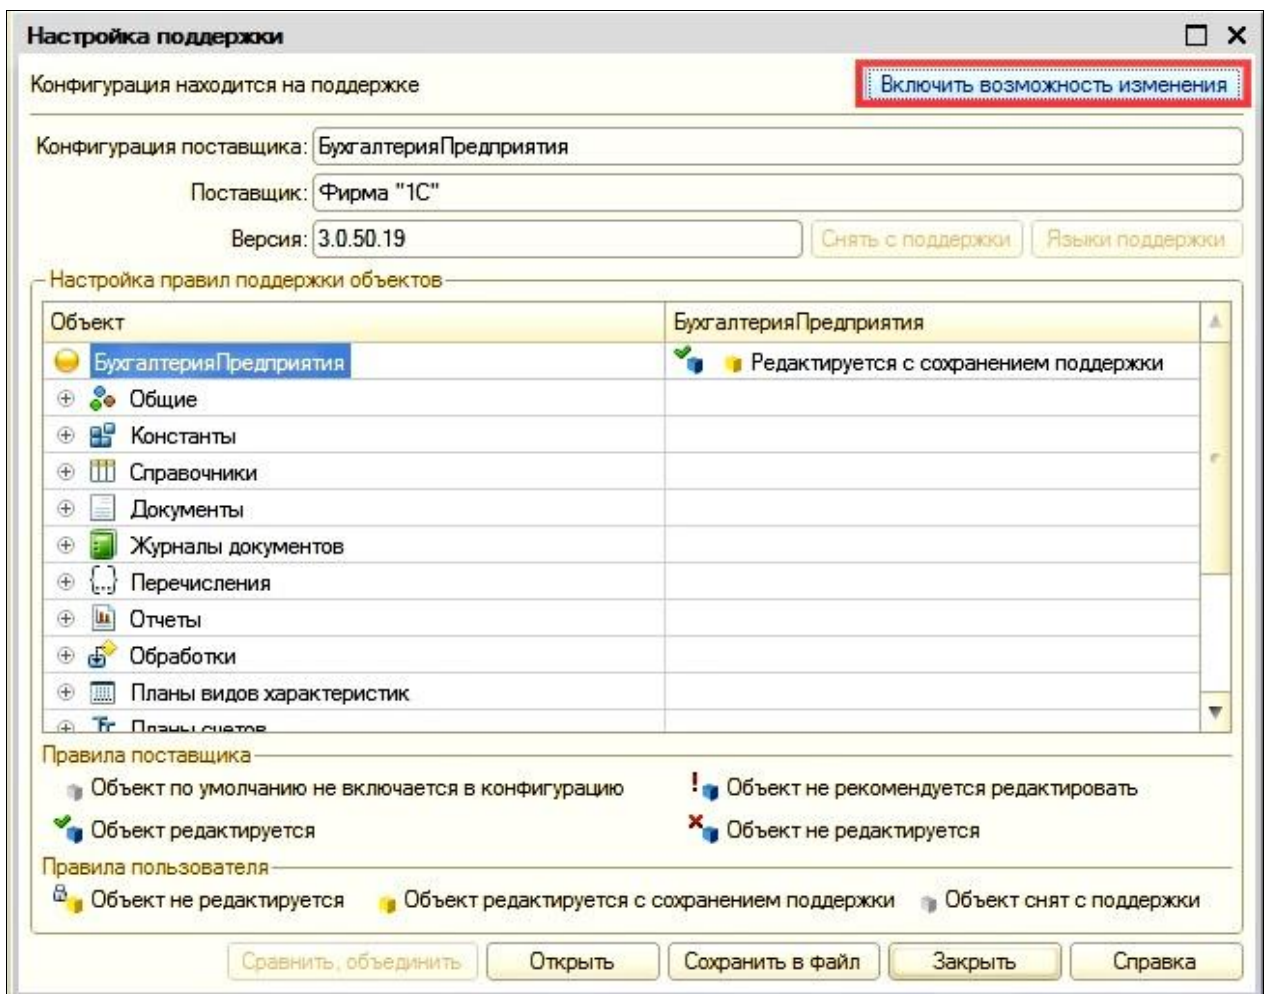 Настройка поддержки
Конфигурация находится на поддержке
Включить возможность изменения
Конфигурация поставщика: БухгалтерияПредприятия
Поставщик: Фирма "1С"
Версия: 3.0.50.19 Снять с поддержки Языки поддержки
Настройка правил поддержки объектов
Объект БухгалтерияПредприятия
БухгалтерияПредприятия Редактируется с сохранением поддержки
Общие
Константы
Справочники
Документы
Журналы документов
Перечисления
Отчеты
Обработки
Планы видов характеристик
Планы счетов
Правила поставщика
Объект по умолчанию не включается в конфигурацию Объект не рекомендуется редактировать
Объект редактируется Объект не редактируется
Правила пользователя
Объект не редактируется Объект редактируется с сохранением поддержки Объект снят с поддержки
Сравнить, объединить Открыть Сохранить в файл Закрыть Справка